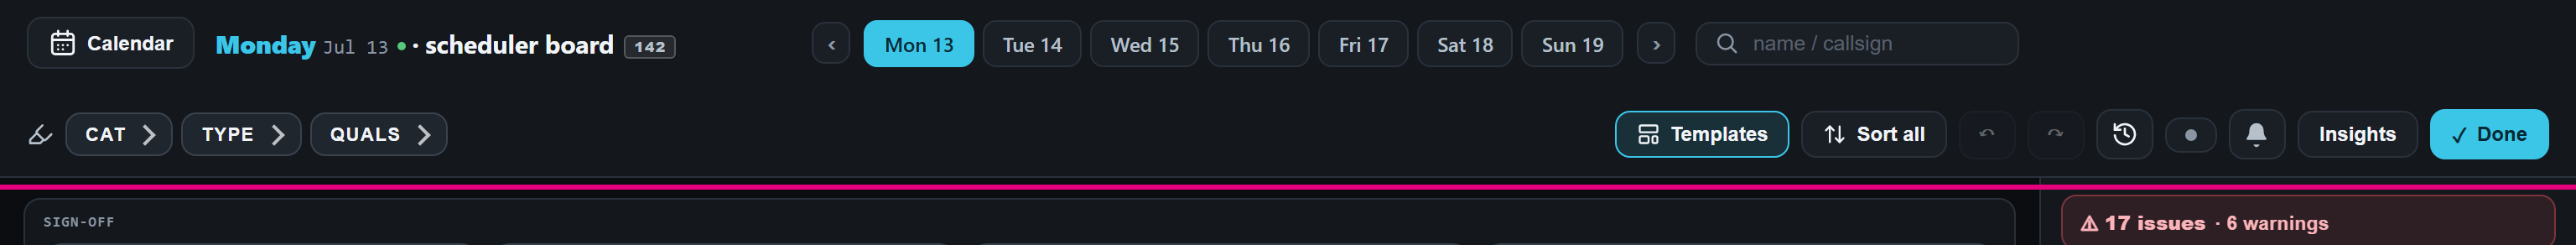 Calendar Monday Jul 13 • · scheduler board 142 ‹ Mon 13 Tue 14 Wed 15 Thu 16 Fri 17 Sat 18 Sun 19 › name / callsign
CAT TYPE QUALS Templates Sort all Insights ✓ Done
SIGN-OFF
⚠ 17 issues · 6 warnings